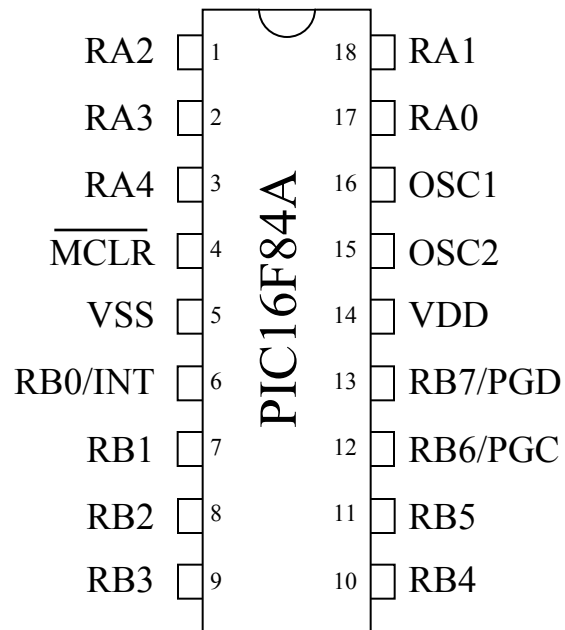 RA2 1 18 RA1
RA3 2 17 RA0
RA4 3 16 OSC1
MCLR 4 15 OSC2
VSS 5 14 VDD
RB0/INT 6 13 RB7/PGD
RB1 7 12 RB6/PGC
RB2 8 11 RB5
RB3 9 10 RB4
PIC16F84A